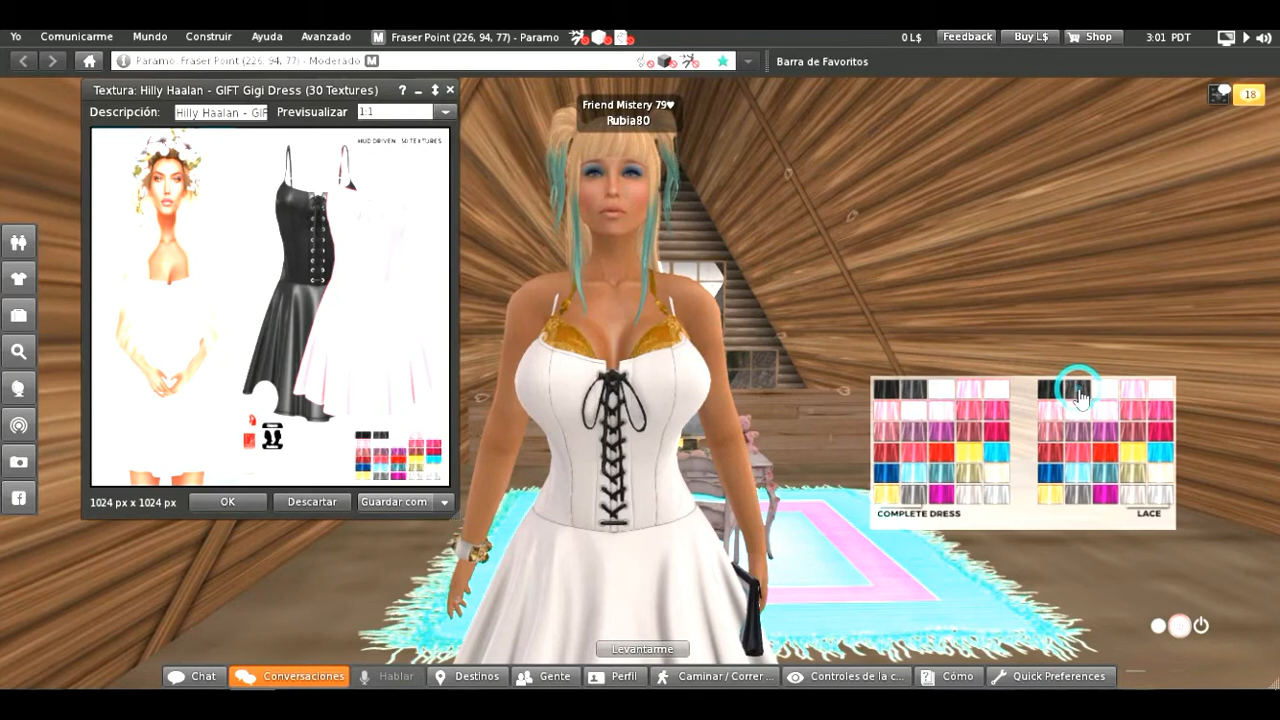 Yo Comunicarme Mundo Construir Ayuda Avanzado M Fraser Point (226, 94, 77) - Paramo 0 L$ Feedback Buy L$ Shop 3:01 PDT
Paramo, Fraser Point (226, 94, 77) - Moderado M Barra de Favoritos
Textura: Hilly Haalan - GIFT Gigi Dress (30 Textures)
Descripción: Hilly Haalan - GIF Previsualizar 1:1
HUD DRIVEN 30 TEXTURES
Friend Mistery 79♥
Rubia80
18
COMPLETE DRESS LACE
1024 px x 1024 px OK Descartar Guardar com
Levantarme
Chat Conversaciones Hablar Destinos Gente Perfil Caminar / Correr ... Controles de la c... Cómo Quick Preferences